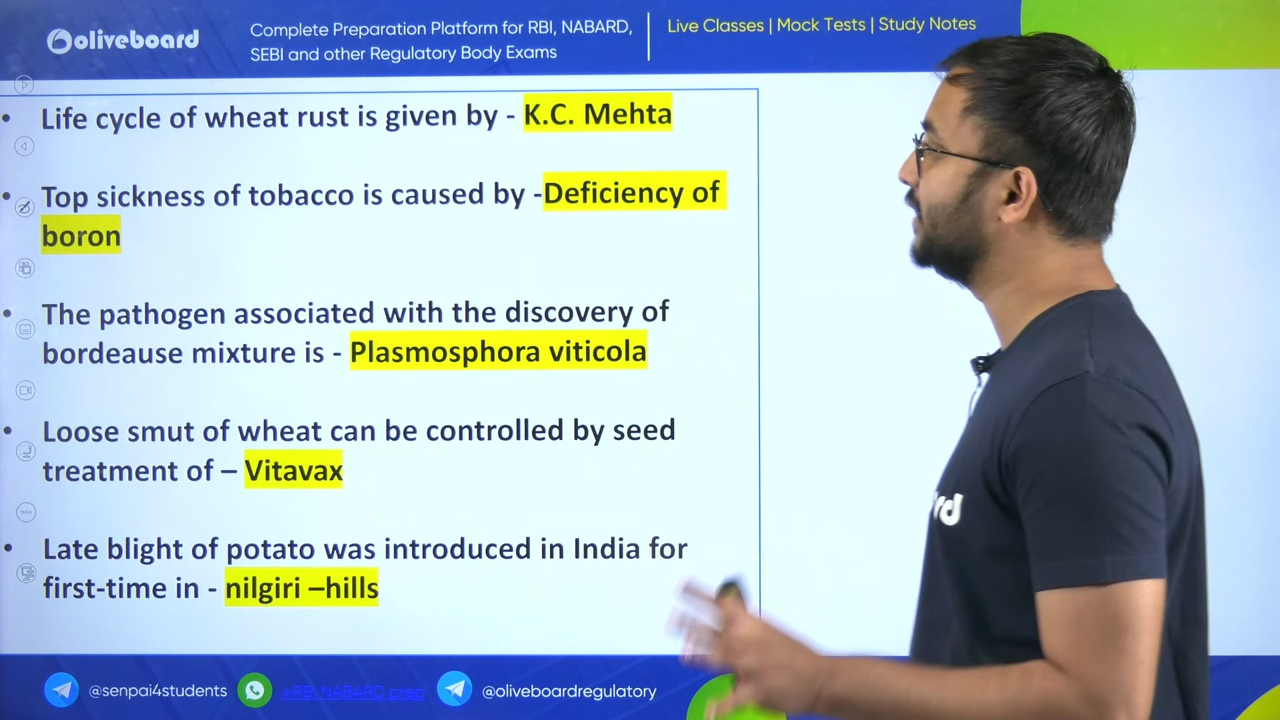 oliveboard
Complete Preparation Platform for RBI, NABARD,
SEBI and other Regulatory Body Exams
Live Classes | Mock Tests | Study Notes
• Life cycle of wheat rust is given by - K.C. Mehta
• Top sickness of tobacco is caused by -Deficiency of
boron
• The pathogen associated with the discovery of
bordeause mixture is - Plasmosphora viticola
• Loose smut of wheat can be controlled by seed
treatment of – Vitavax
• Late blight of potato was introduced in India for
first-time in - nilgiri –hills
rd
@senpai4students
RBI NABARD prep
@oliveboardregulatory